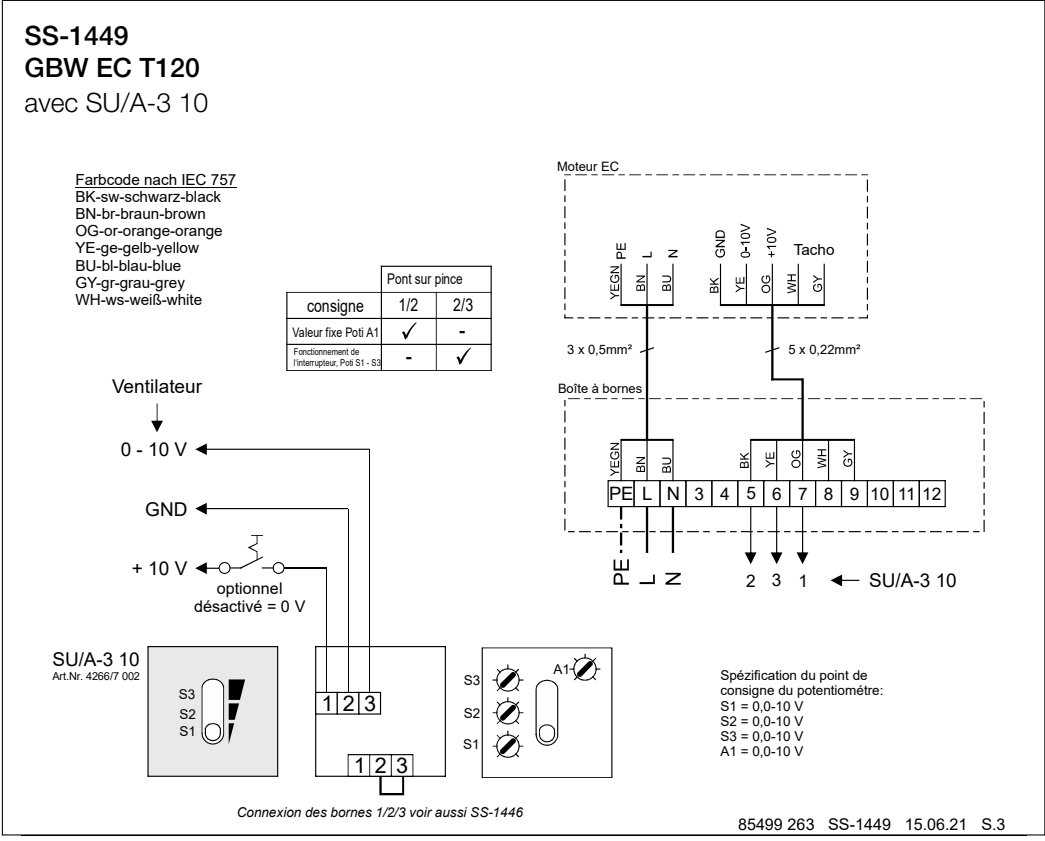 SS-1449
GBW EC T120
avec SU/A-3 10
Farbcode nach IEC 757
BK-sw-schwarz-black
BN-br-braun-brown
OG-or-orange-orange
YE-ge-gelb-yellow
BU-bl-blau-blue
GY-gr-grau-grey
WH-ws-weiß-white
Pont sur pince
consigne 1/2 2/3
Valeur fixe Poti A1 ✓ -
Fonctionnement de
l'interrupteur, Poti S1 - S3 - ✓
Moteur EC
PE L N GND 0-10V +10V Tacho
YEGN BN BU BK YE OG WH GY
3 x 0,5mm² 5 x 0,22mm²
Boîte à bornes
YEGN BN BU BK YE OG WH GY
PE L N 3 4 5 6 7 8 9 10 11 12
PE L N 2 3 1 SU/A-3 10
Ventilateur
0 - 10 V
GND
+ 10 V
optionnel
désactivé = 0 V
SU/A-3 10
Art.Nr. 4266/7 002
S3
S2
S1
1 2 3
1 2 3
A1
S3
S2
S1
Spézification du point de
consigne du potentiométre:
S1 = 0,0-10 V
S2 = 0,0-10 V
S3 = 0,0-10 V
A1 = 0,0-10 V
Connexion des bornes 1/2/3 voir aussi SS-1446
85499 263 SS-1449 15.06.21 S.3